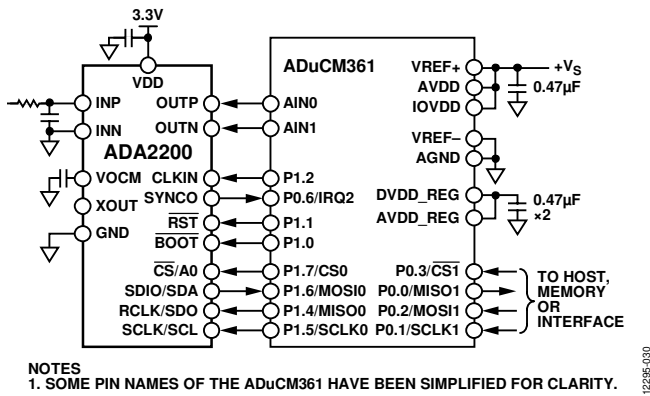 3.3V
VDD
ADA2200
INP
INN
VOCM
XOUT
GND
OUTP
OUTN
CLKIN
SYNCO
RST
BOOT
CS/A0
SDIO/SDA
RCLK/SDO
SCLK/SCL
ADuCM361
AIN0
AIN1
P1.2
P0.6/IRQ2
P1.1
P1.0
P1.7/CS0
P1.6/MOSI0
P1.4/MISO0
P1.5/SCLK0
VREF+
AVDD
IOVDD
VREF–
AGND
DVDD_REG
AVDD_REG
P0.3/CS1
P0.0/MISO1
P0.2/MOSI1
P0.1/SCLK1
+VS
0.47µF
0.47µF
×2
TO HOST,
MEMORY
OR
INTERFACE
NOTES
1. SOME PIN NAMES OF THE ADuCM361 HAVE BEEN SIMPLIFIED FOR CLARITY.
12295-030